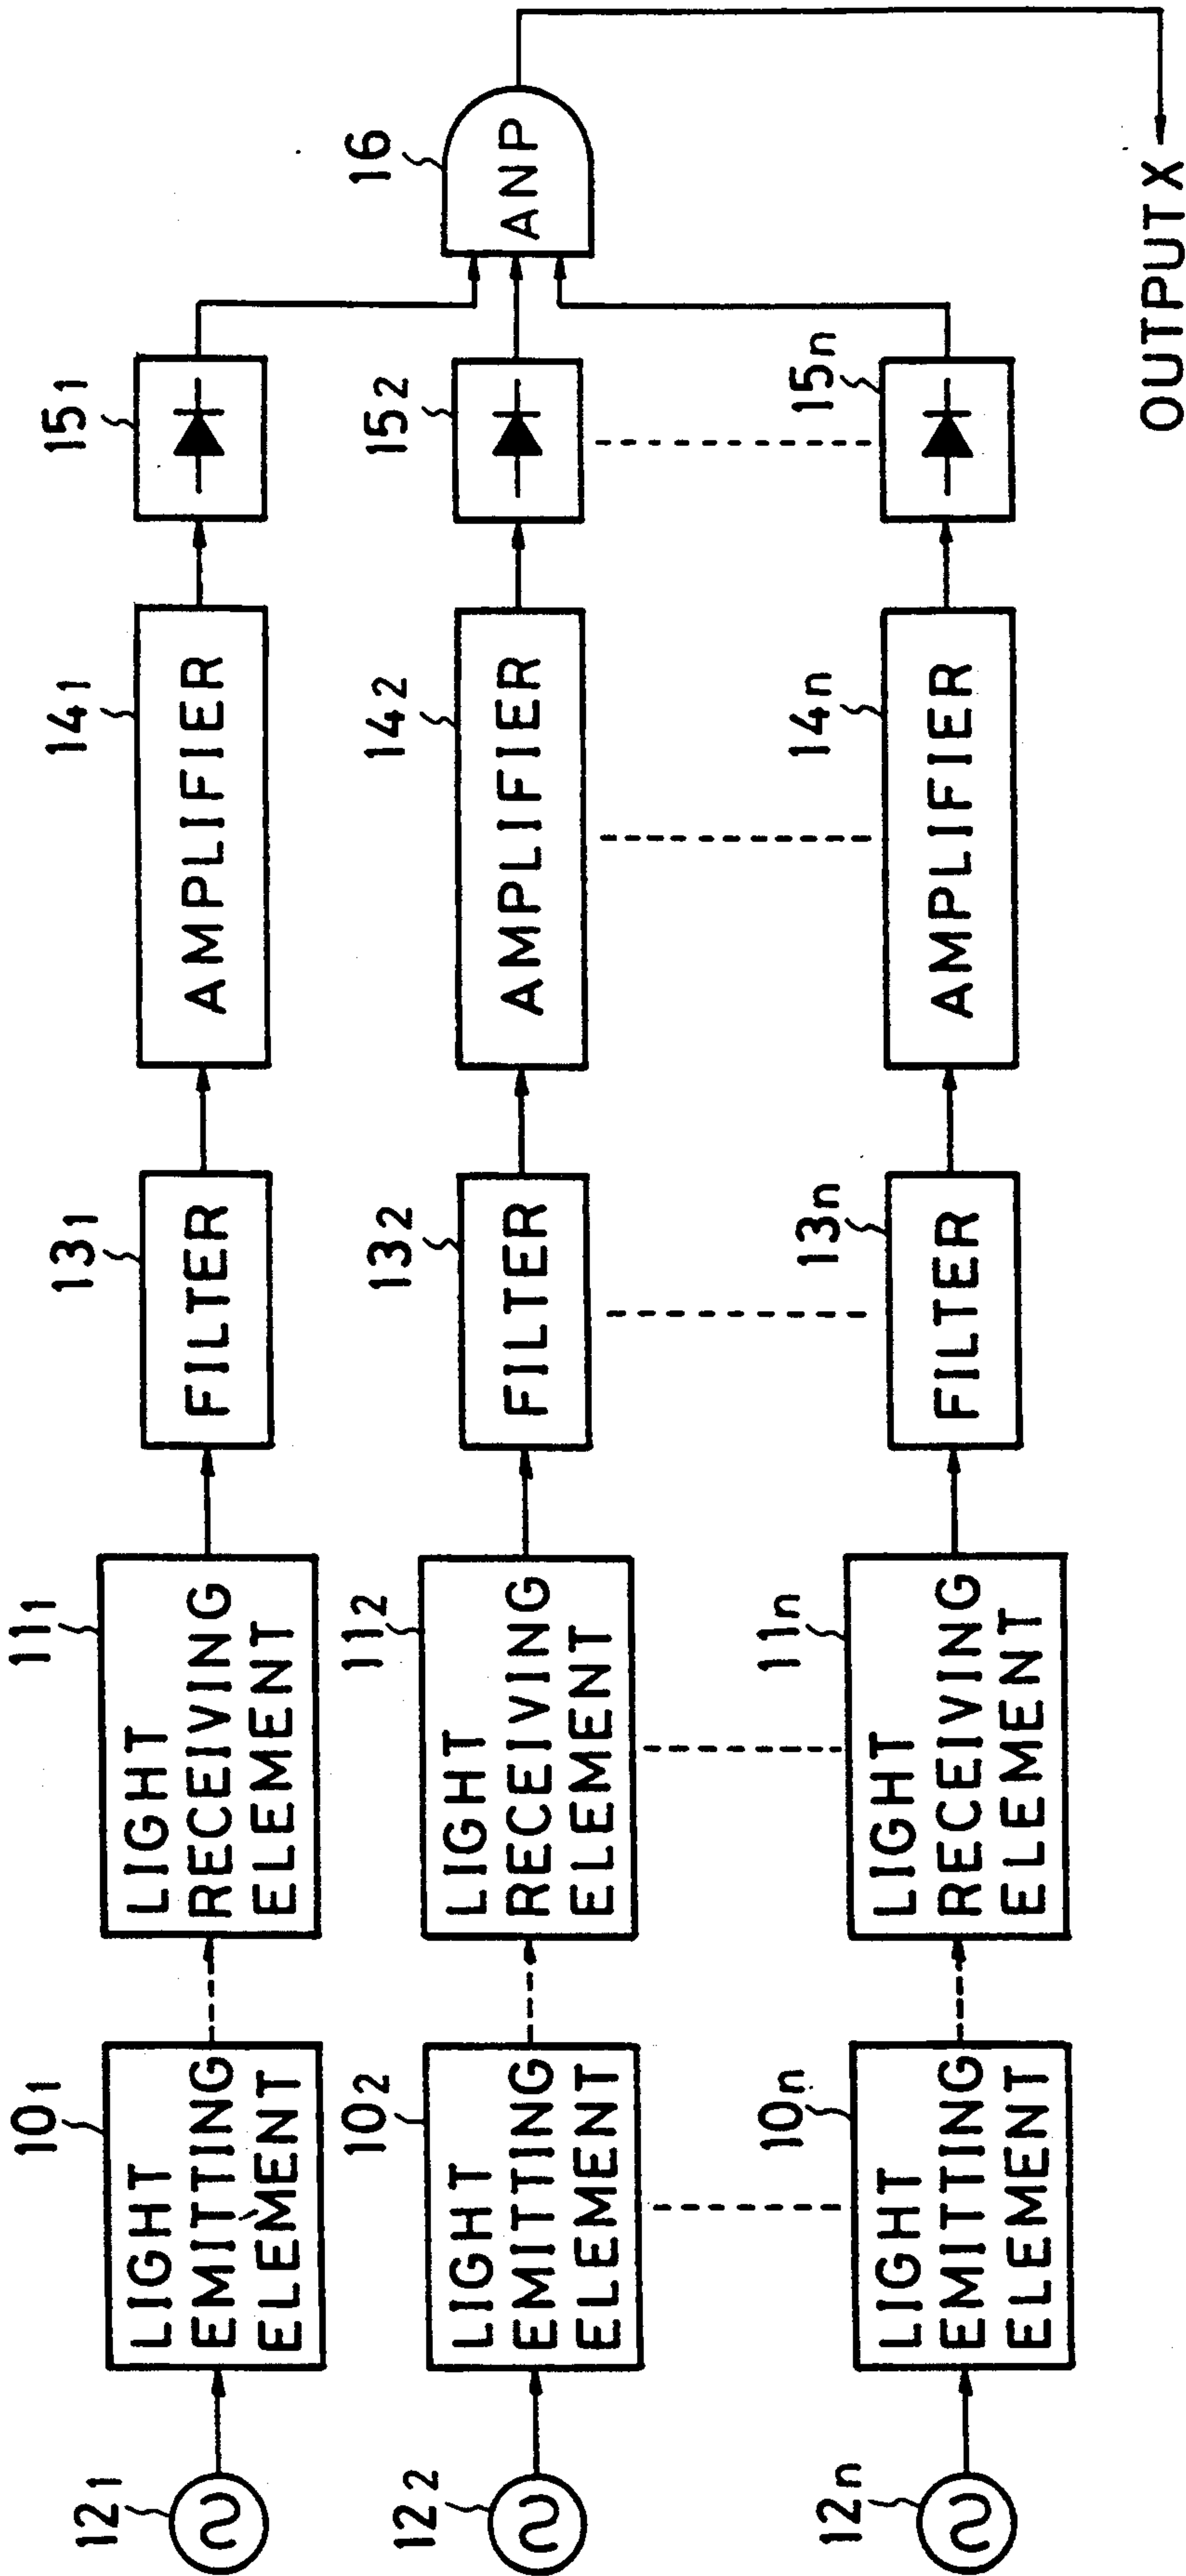 12₁
10₁
LIGHT
EMITTING
ELEMENT
11₁
LIGHT
RECEIVING
ELEMENT
13₁
FILTER
14₁
AMPLIFIER
15₁
12₂
10₂
LIGHT
EMITTING
ELEMENT
11₂
LIGHT
RECEIVING
ELEMENT
13₂
FILTER
14₂
AMPLIFIER
15₂
16
ANP
12n
10n
LIGHT
EMITTING
ELEMENT
11n
LIGHT
RECEIVING
ELEMENT
13n
FILTER
14n
AMPLIFIER
15n
OUTPUT X